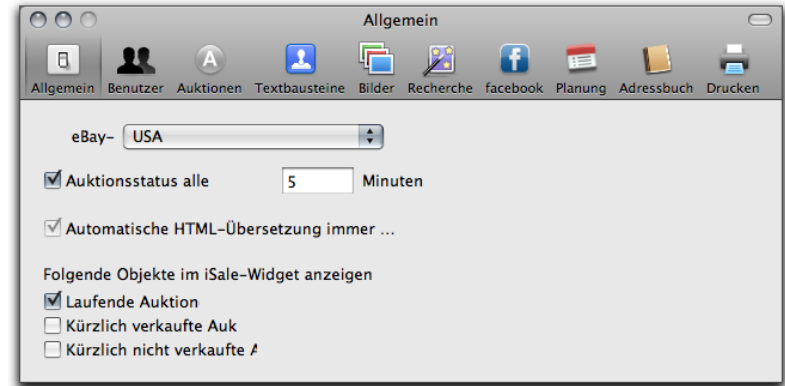 Allgemein
Allgemein Benutzer Auktionen Textbausteine Bilder Recherche facebook Planung Adressbuch Drucken
eBay- USA
Auktionsstatus alle 5 Minuten
Automatische HTML-Übersetzung immer ...
Folgende Objekte im iSale-Widget anzeigen
Laufende Auktion
Kürzlich verkaufte Auk
Kürzlich nicht verkaufte A